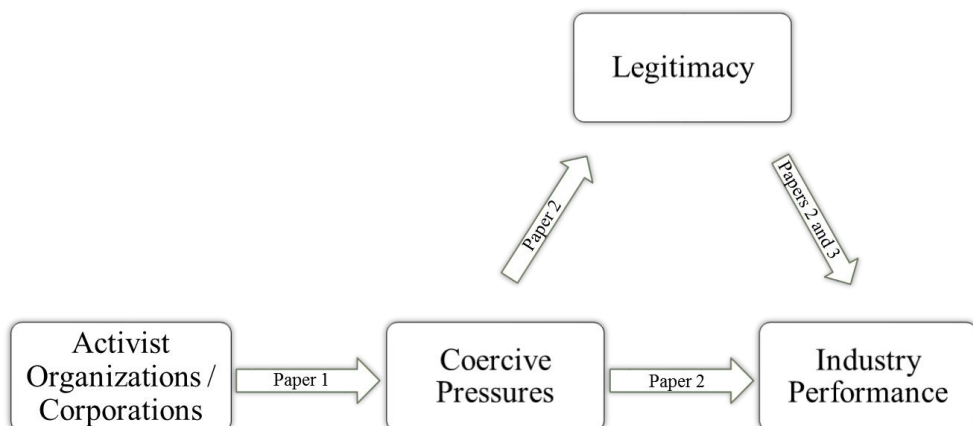 Legitimacy
Paper 2
Papers 2 and 3
Activist
Organizations /
Corporations
Paper 1
Coercive
Pressures
Paper 2
Industry
Performance